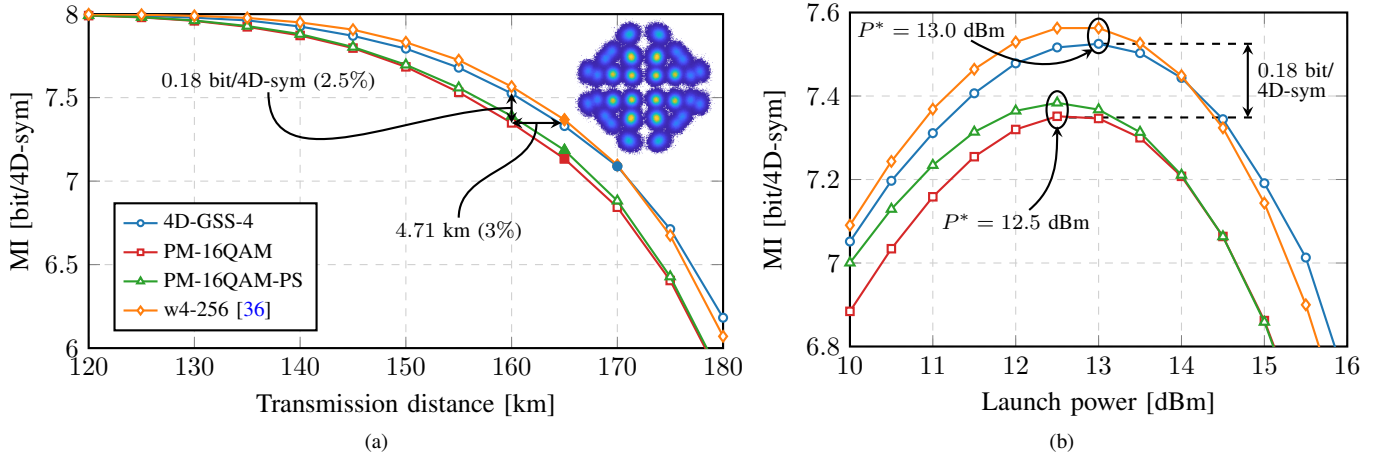 MI [bit/4D-sym]
8
7.5
7
6.5
6
120
130
140
150
160
170
180
Transmission distance [km]
0.18 bit/4D-sym (2.5%)
4.71 km (3%)
4D-GSS-4
PM-16QAM
PM-16QAM-PS
w4-256 [36]
(a)
MI [bit/4D-sym]
7.6
7.4
7.2
7
6.8
10
11
12
13
14
15
16
Launch power [dBm]
P* = 13.0 dBm
0.18 bit/
4D-sym
P* = 12.5 dBm
(b)